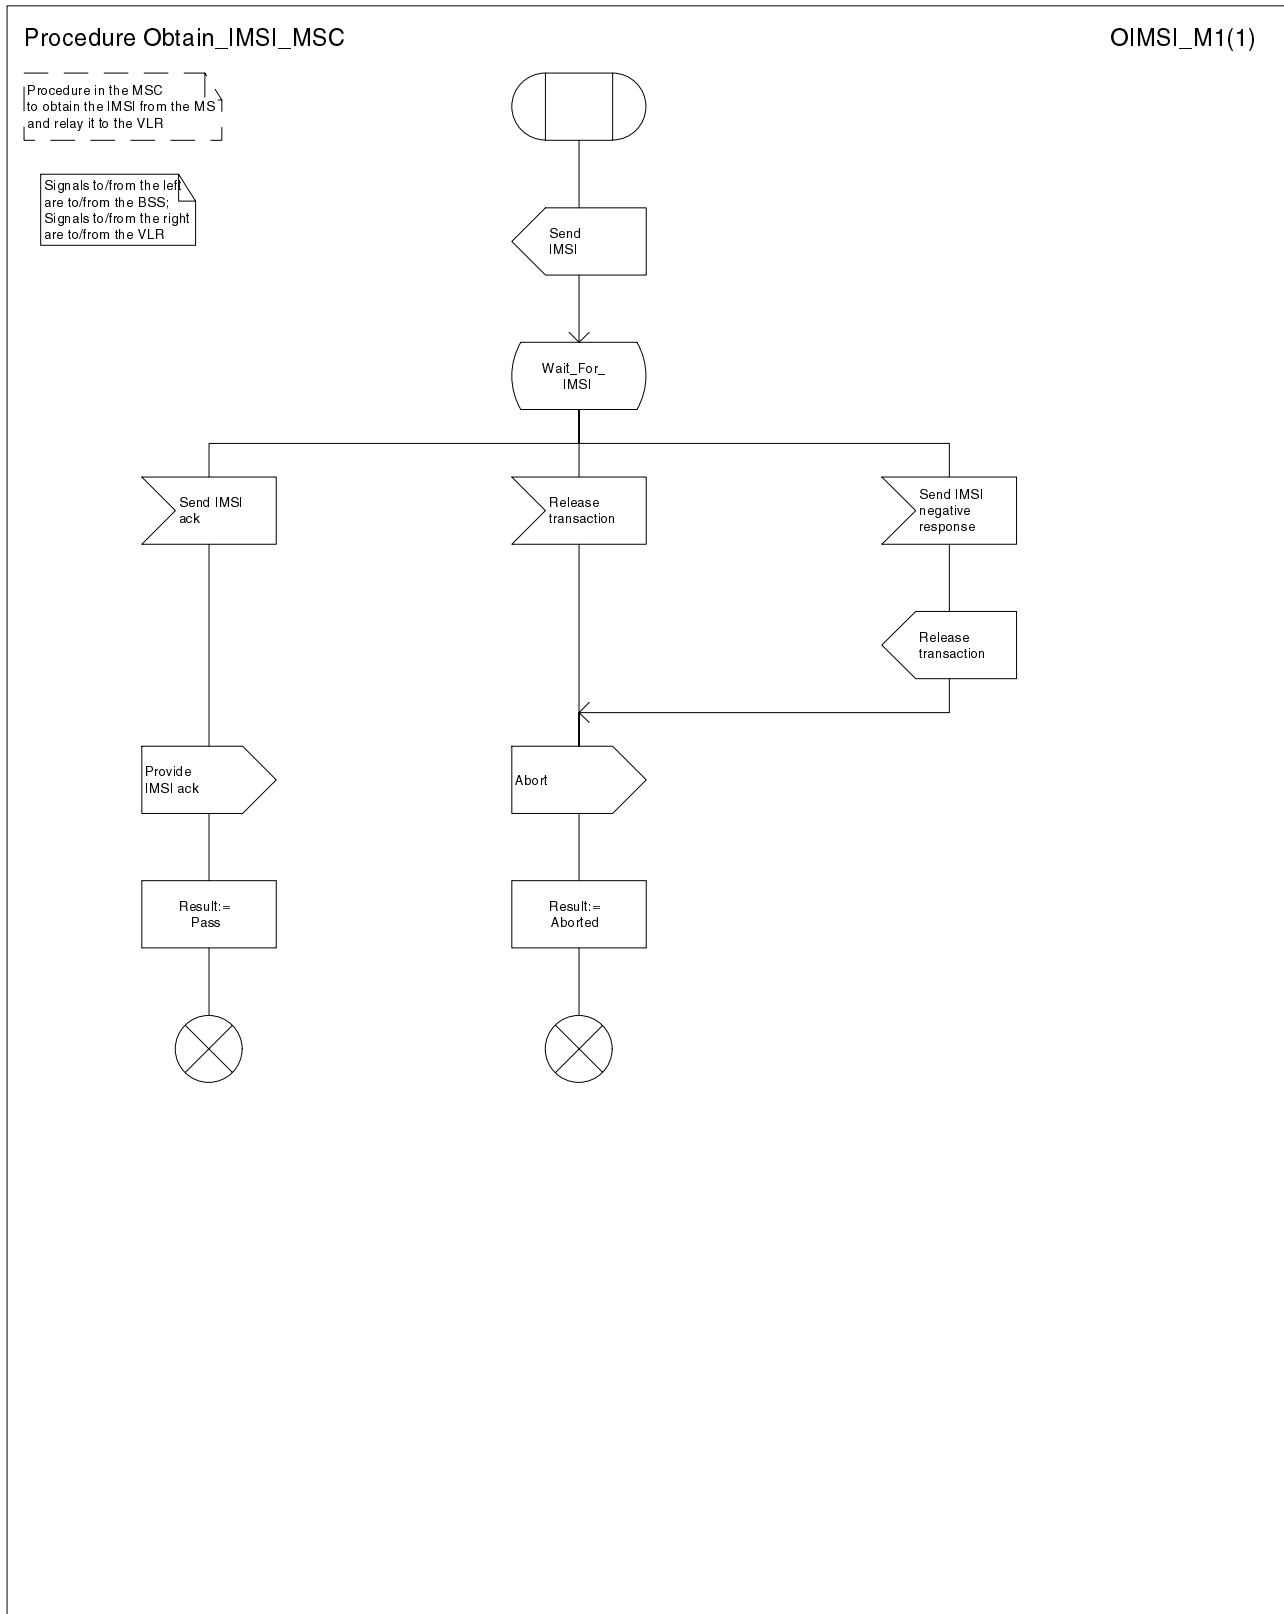 Procedure Obtain_IMSI_MSC
OIMSI_M1(1)
Procedure in the MSC
to obtain the IMSI from the MS
and relay it to the VLR
Signals to/from the left
are to/from the BSS;
Signals to/from the right
are to/from the VLR
Send
IMSI
Wait_For_
IMSI
Send IMSI
ack
Release
transaction
Send IMSI
negative
response
Release
transaction
Provide
IMSI ack
Abort
Result:=
Pass
Result:=
Aborted